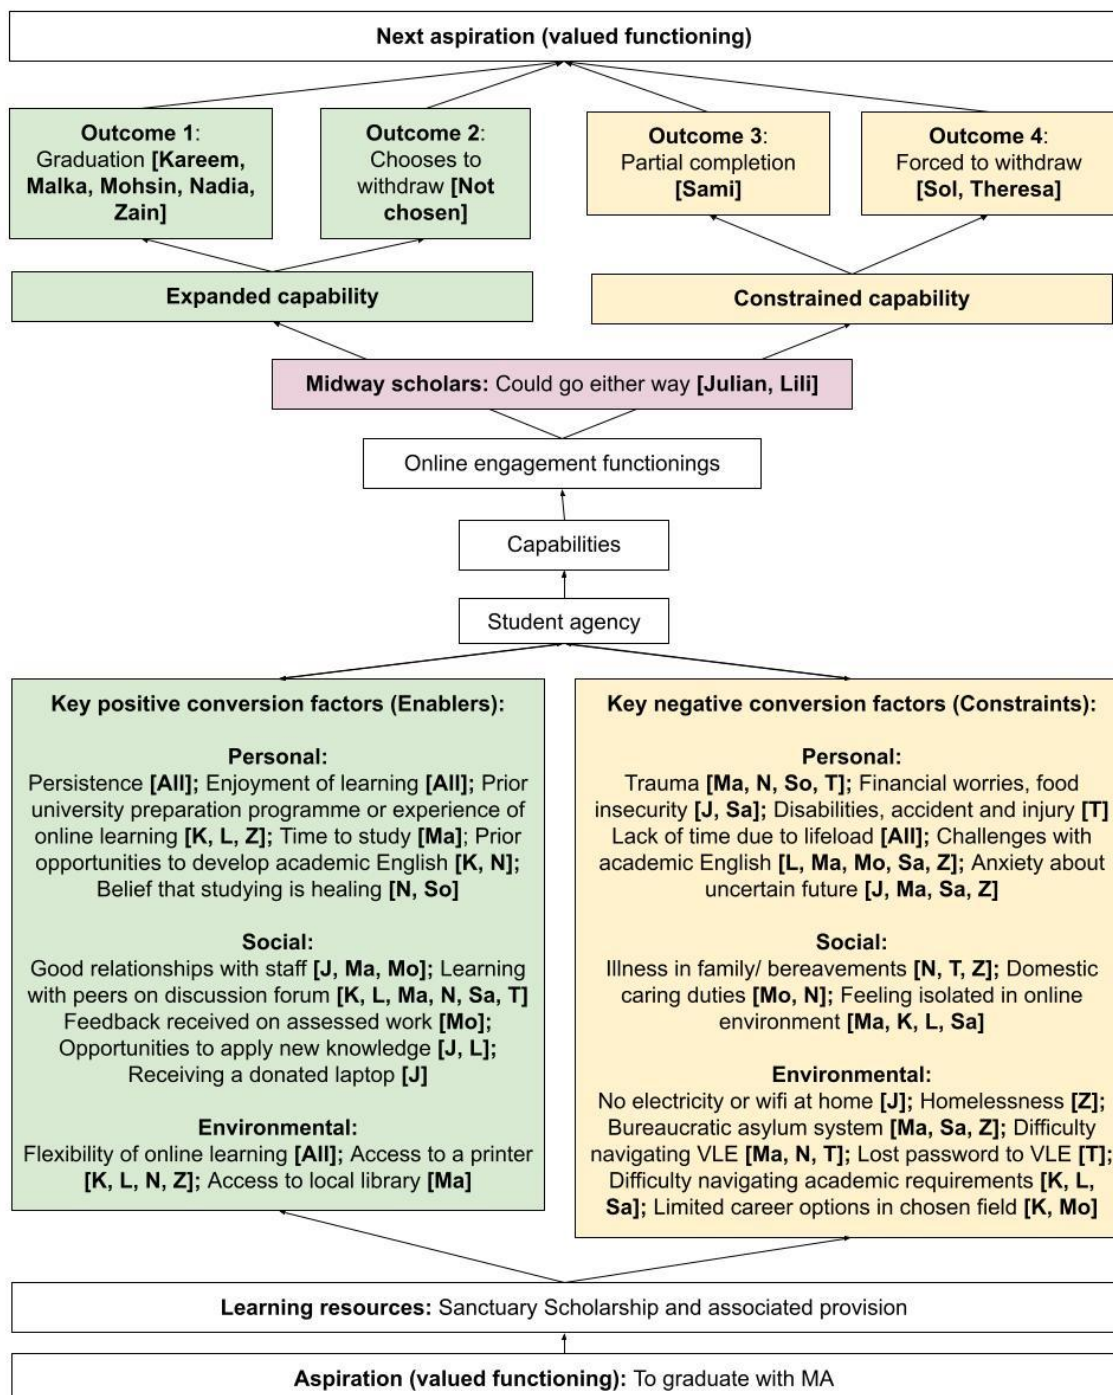 Next aspiration (valued functioning)
Outcome 1:
Graduation [Kareem,
Malka, Mohsin, Nadia,
Zain]
Outcome 2:
Chooses to
withdraw [Not
chosen]
Outcome 3:
Partial completion
[Sami]
Outcome 4:
Forced to withdraw
[Sol, Theresa]
Expanded capability
Constrained capability
Midway scholars: Could go either way [Julian, Lili]
Online engagement functionings
Capabilities
Student agency
Key positive conversion factors (Enablers):
Personal:
Persistence [All]; Enjoyment of learning [All]; Prior
university preparation programme or experience of
online learning [K, L, Z]; Time to study [Ma]; Prior
opportunities to develop academic English [K, N];
Belief that studying is healing [N, So]
Social:
Good relationships with staff [J, Ma, Mo]; Learning
with peers on discussion forum [K, L, Ma, N, Sa, T]
Feedback received on assessed work [Mo];
Opportunities to apply new knowledge [J, L];
Receiving a donated laptop [J]
Environmental:
Flexibility of online learning [All]; Access to a printer
[K, L, N, Z]; Access to local library [Ma]
Key negative conversion factors (Constraints):
Personal:
Trauma [Ma, N, So, T]; Financial worries, food
insecurity [J, Sa]; Disabilities, accident and injury [T]
Lack of time due to lifeload [All]; Challenges with
academic English [L, Ma, Mo, Sa, Z]; Anxiety about
uncertain future [J, Ma, Sa, Z]
Social:
Illness in family/ bereavements [N, T, Z]; Domestic
caring duties [Mo, N]; Feeling isolated in online
environment [Ma, K, L, Sa]
Environmental:
No electricity or wifi at home [J]; Homelessness [Z];
Bureaucratic asylum system [Ma, Sa, Z]; Difficulty
navigating VLE [Ma, N, T]; Lost password to VLE [T];
Difficulty navigating academic requirements [K, L,
Sa]; Limited career options in chosen field [K, Mo]
Learning resources: Sanctuary Scholarship and associated provision
Aspiration (valued functioning): To graduate with MA